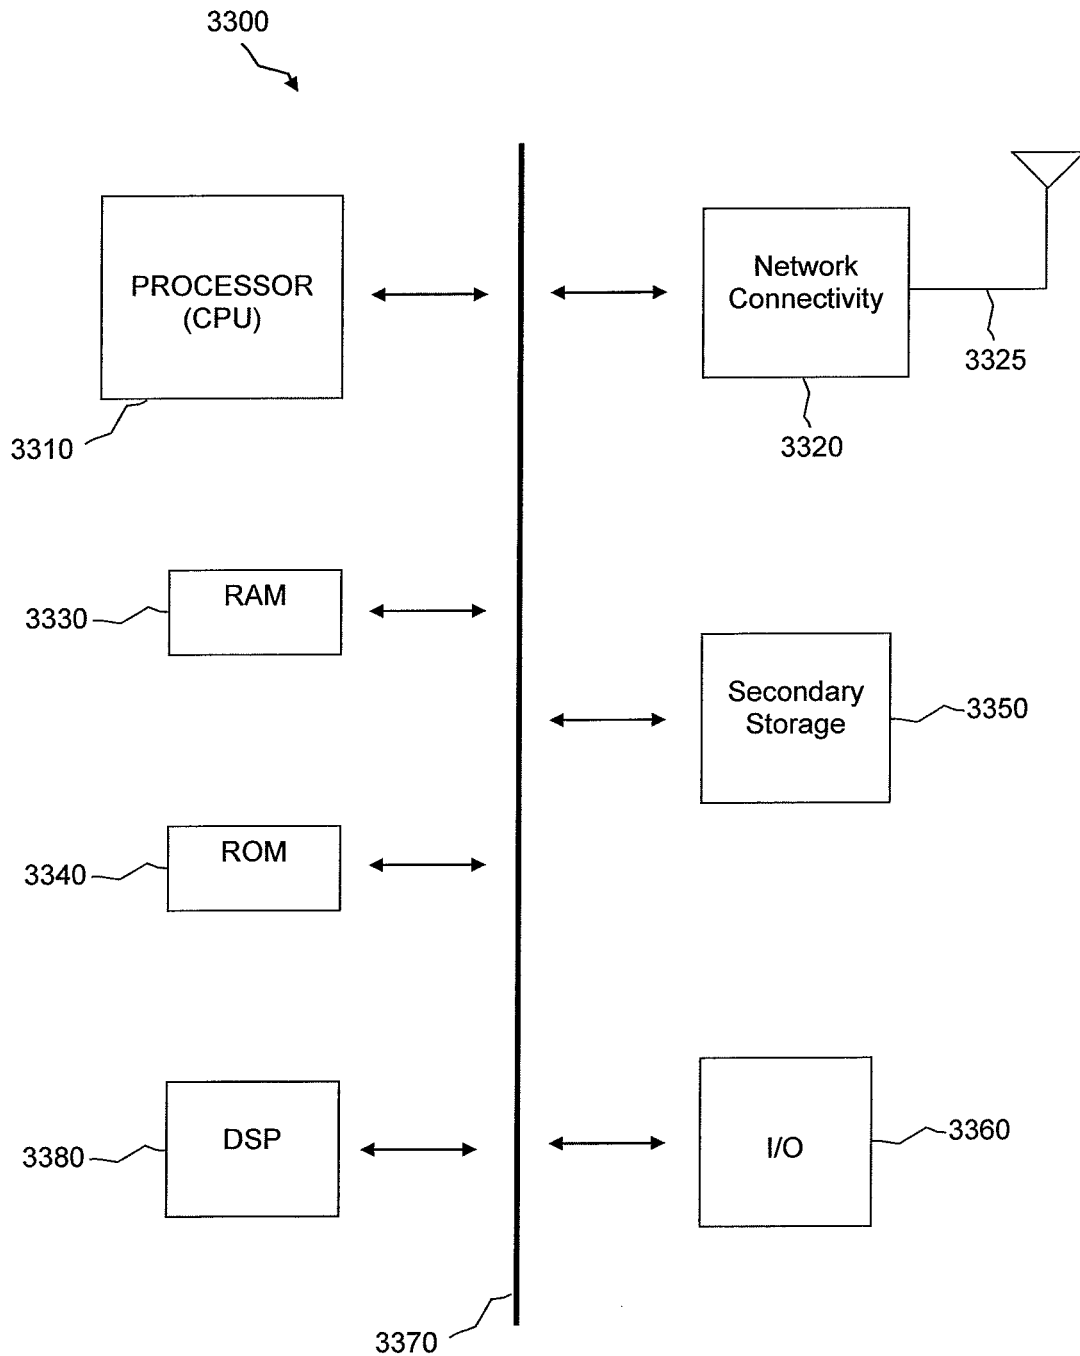 3300
PROCESSOR
(CPU)
3310
Network
Connectivity
3325
3320
RAM
3330
Secondary
Storage
3350
ROM
3340
DSP
3380
I/O
3360
3370